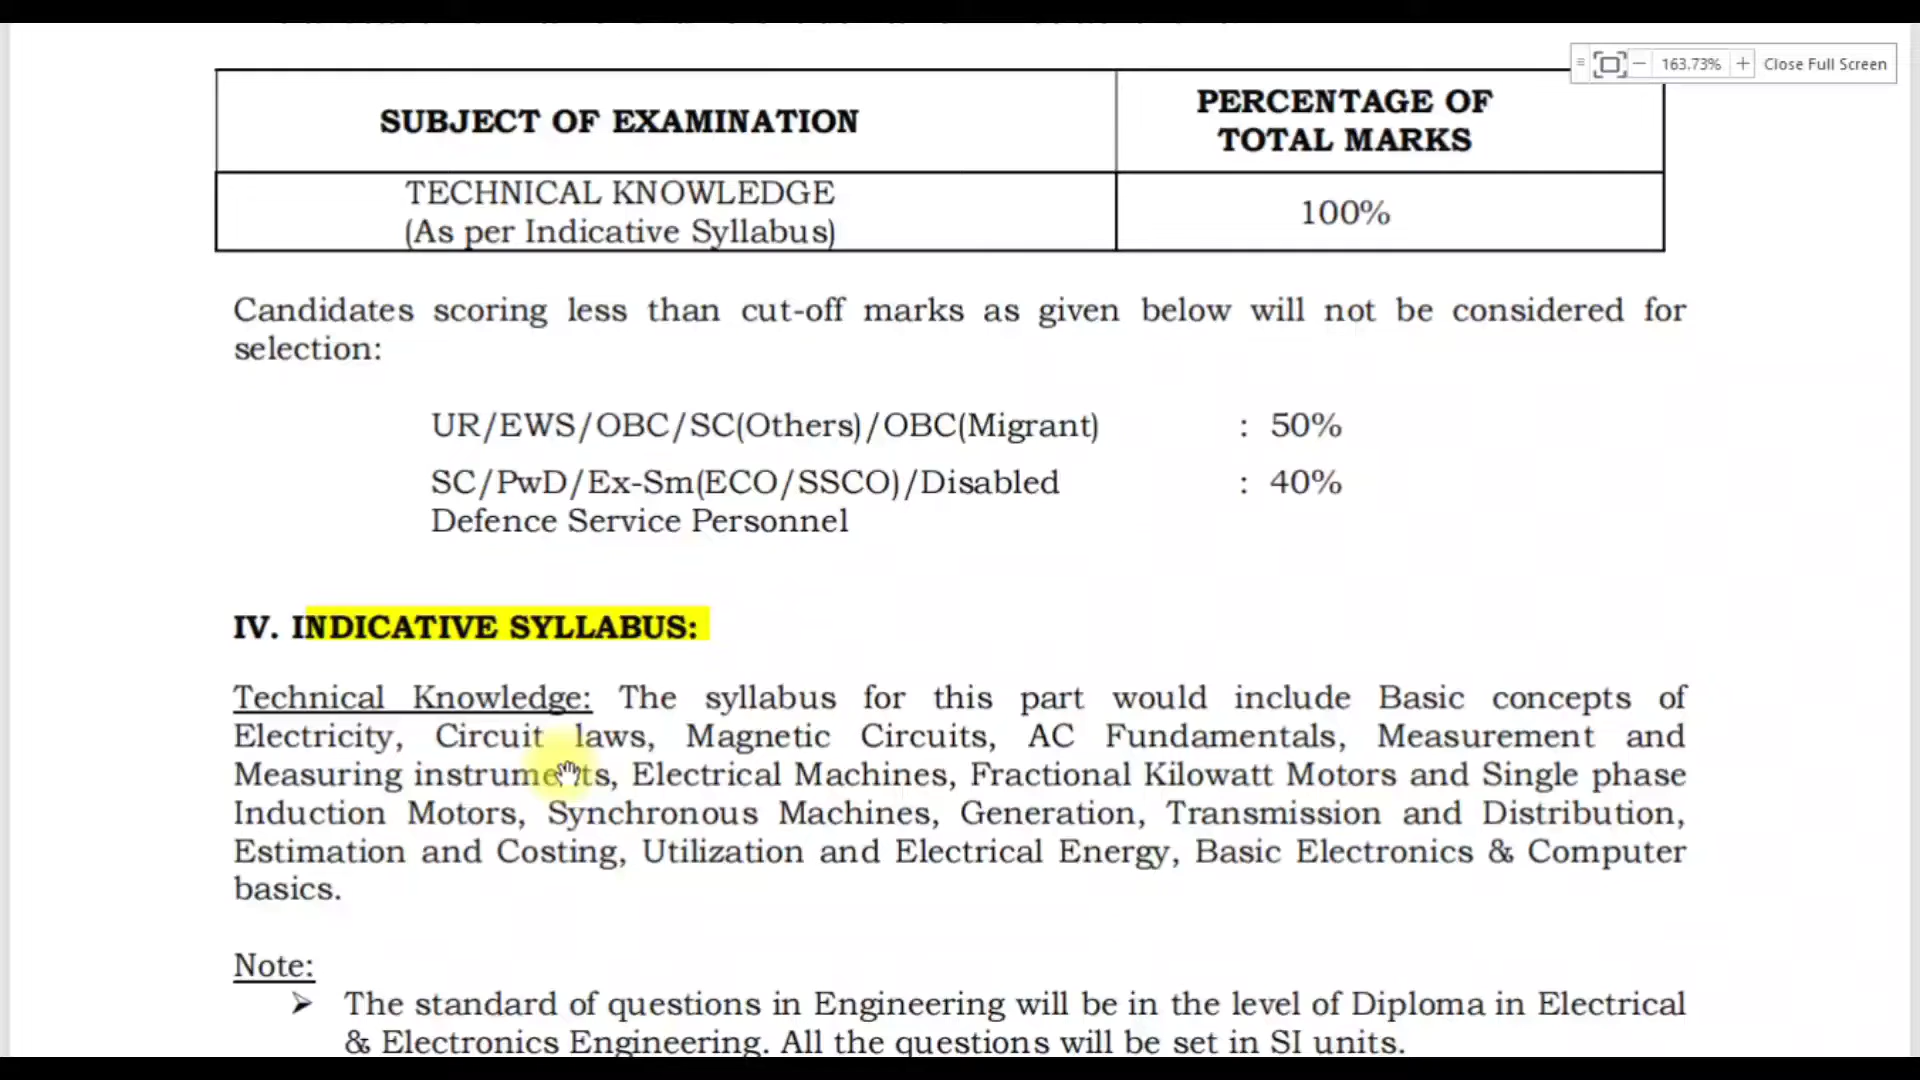 163.73%
Close Full Screen
SUBJECT OF EXAMINATION
PERCENTAGE OF
TOTAL MARKS
TECHNICAL KNOWLEDGE
(As per Indicative Syllabus)
100%
Candidates scoring less than cut-off marks as given below will not be considered for
selection:
UR/EWS/OBC/SC(Others)/OBC(Migrant) : 50%
SC/PwD/Ex-Sm(ECO/SSCO)/Disabled : 40%
Defence Service Personnel
IV. INDICATIVE SYLLABUS:
Technical Knowledge: The syllabus for this part would include Basic concepts of
Electricity, Circuit laws, Magnetic Circuits, AC Fundamentals, Measurement and
Measuring instruments, Electrical Machines, Fractional Kilowatt Motors and Single phase
Induction Motors, Synchronous Machines, Generation, Transmission and Distribution,
Estimation and Costing, Utilization and Electrical Energy, Basic Electronics & Computer
basics.
Note:
➢ The standard of questions in Engineering will be in the level of Diploma in Electrical
& Electronics Engineering. All the questions will be set in SI units.